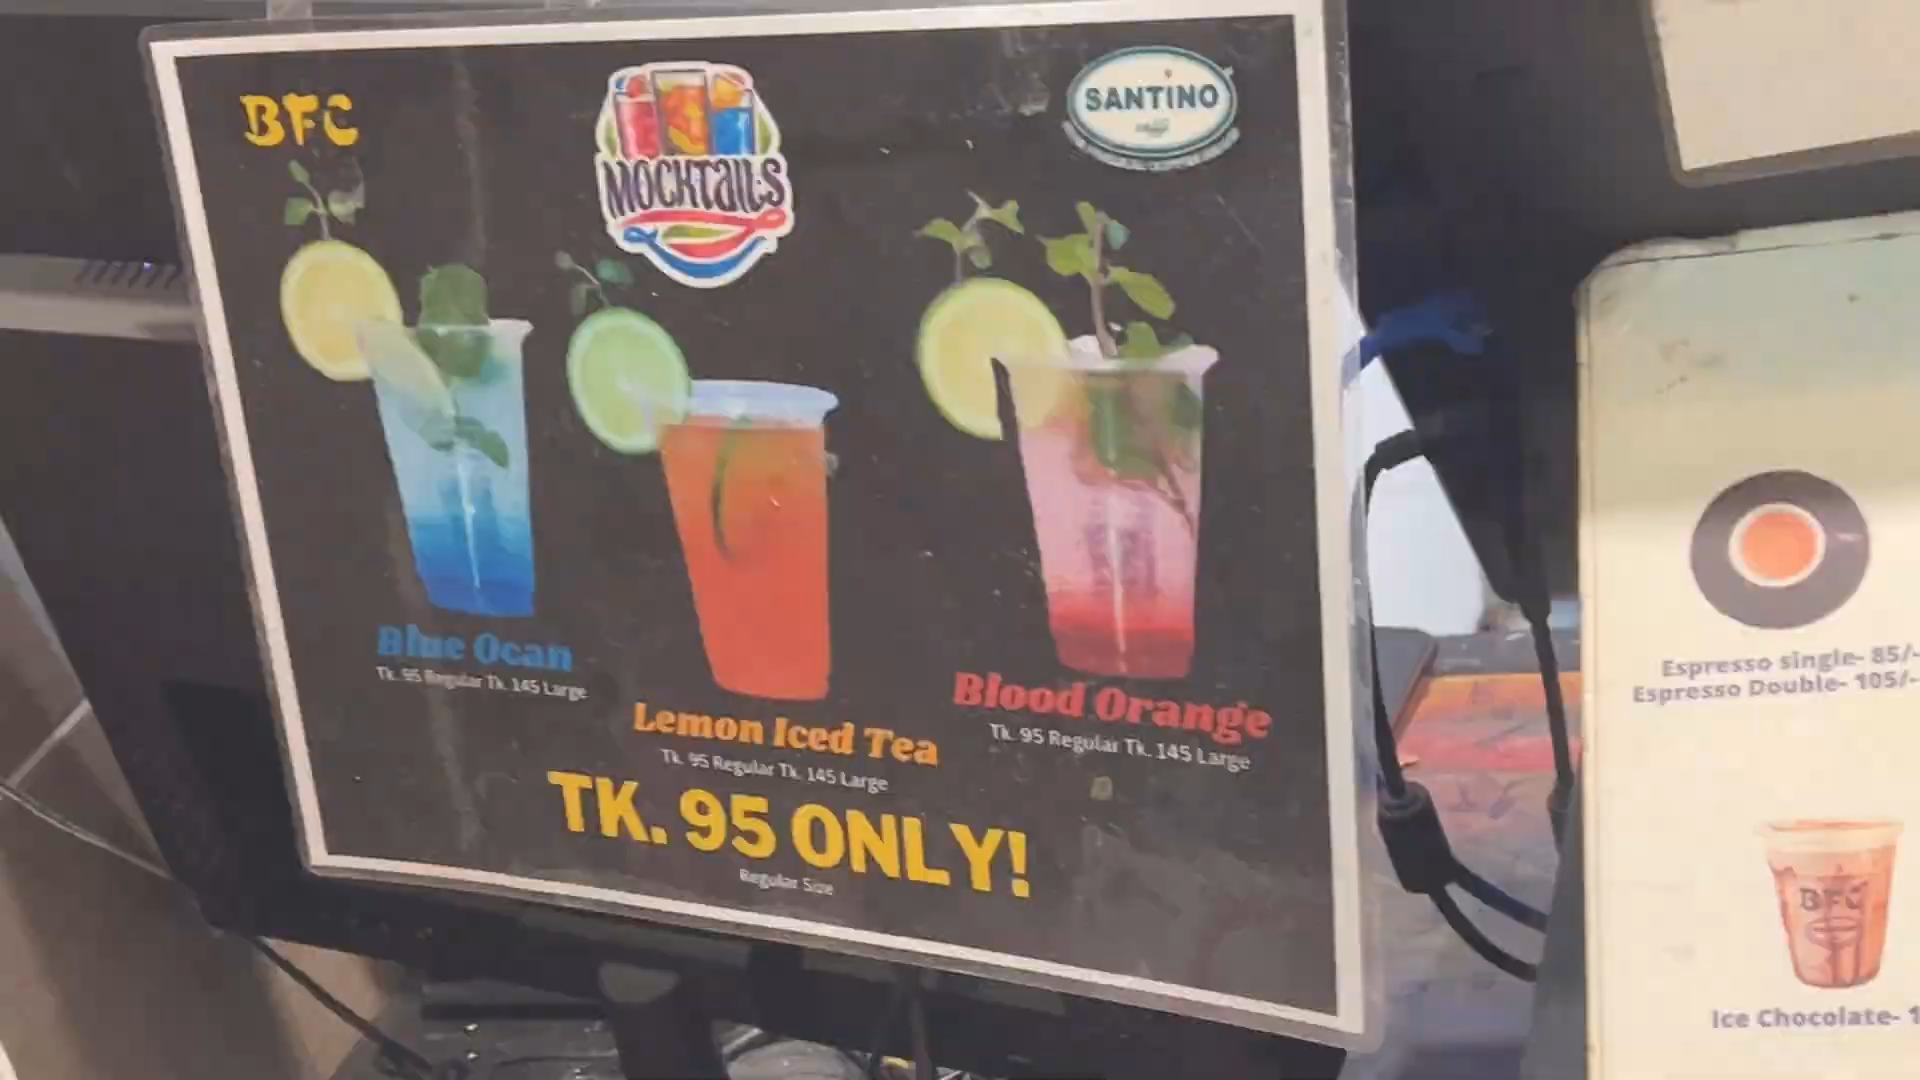 BFC
MOCKTAILS
SANTINO
Blue Ocan
Tk. 95 Regular Tk. 145 Large
Lemon Iced Tea
Tk. 95 Regular Tk. 145 Large
Blood Orange
Tk. 95 Regular Tk. 145 Large
TK. 95 ONLY!
Regular Size
Espresso single- 85/-
Espresso Double- 105/-
BFC
Ice Chocolate- 1